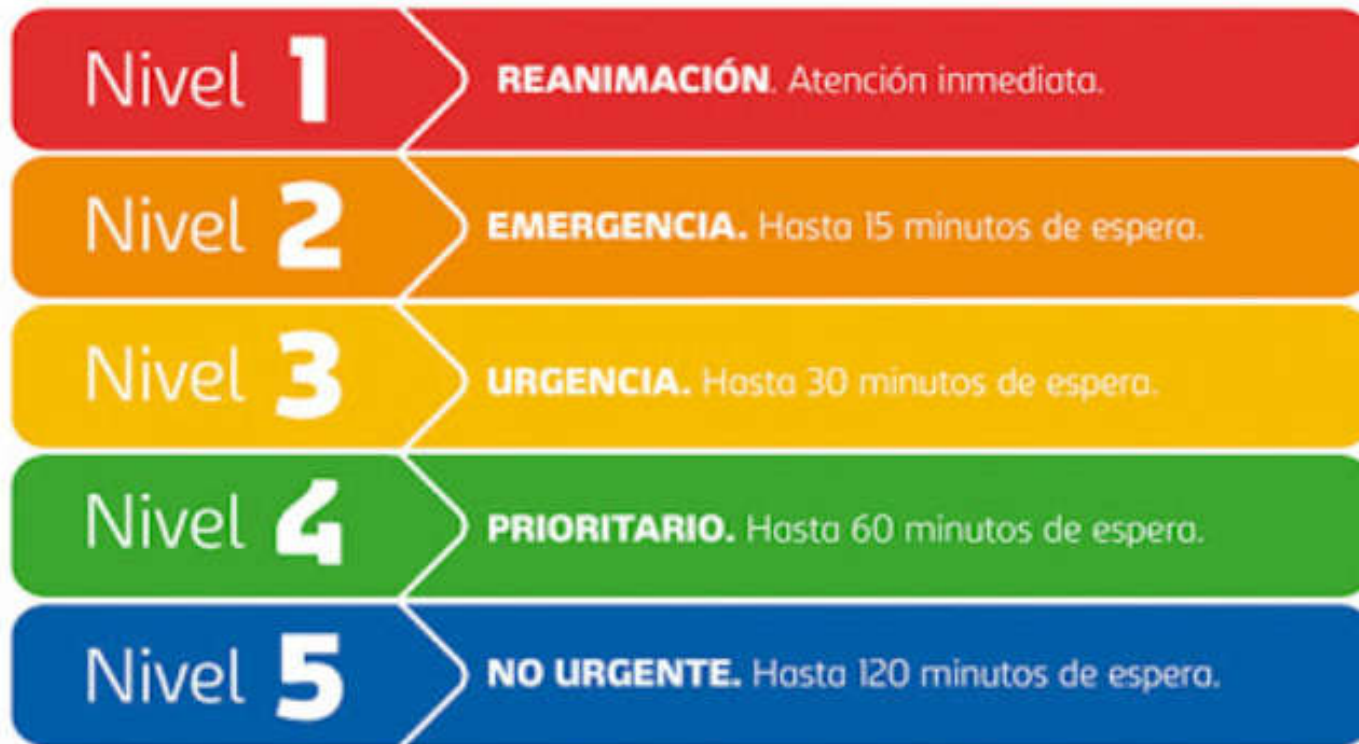 Nivel 1 REANIMACIÓN. Atención inmediata.
Nivel 2 EMERGENCIA. Hasta 15 minutos de espera.
Nivel 3 URGENCIA. Hasta 30 minutos de espera.
Nivel 4 PRIORITARIO. Hasta 60 minutos de espera.
Nivel 5 NO URGENTE. Hasta 120 minutos de espera.